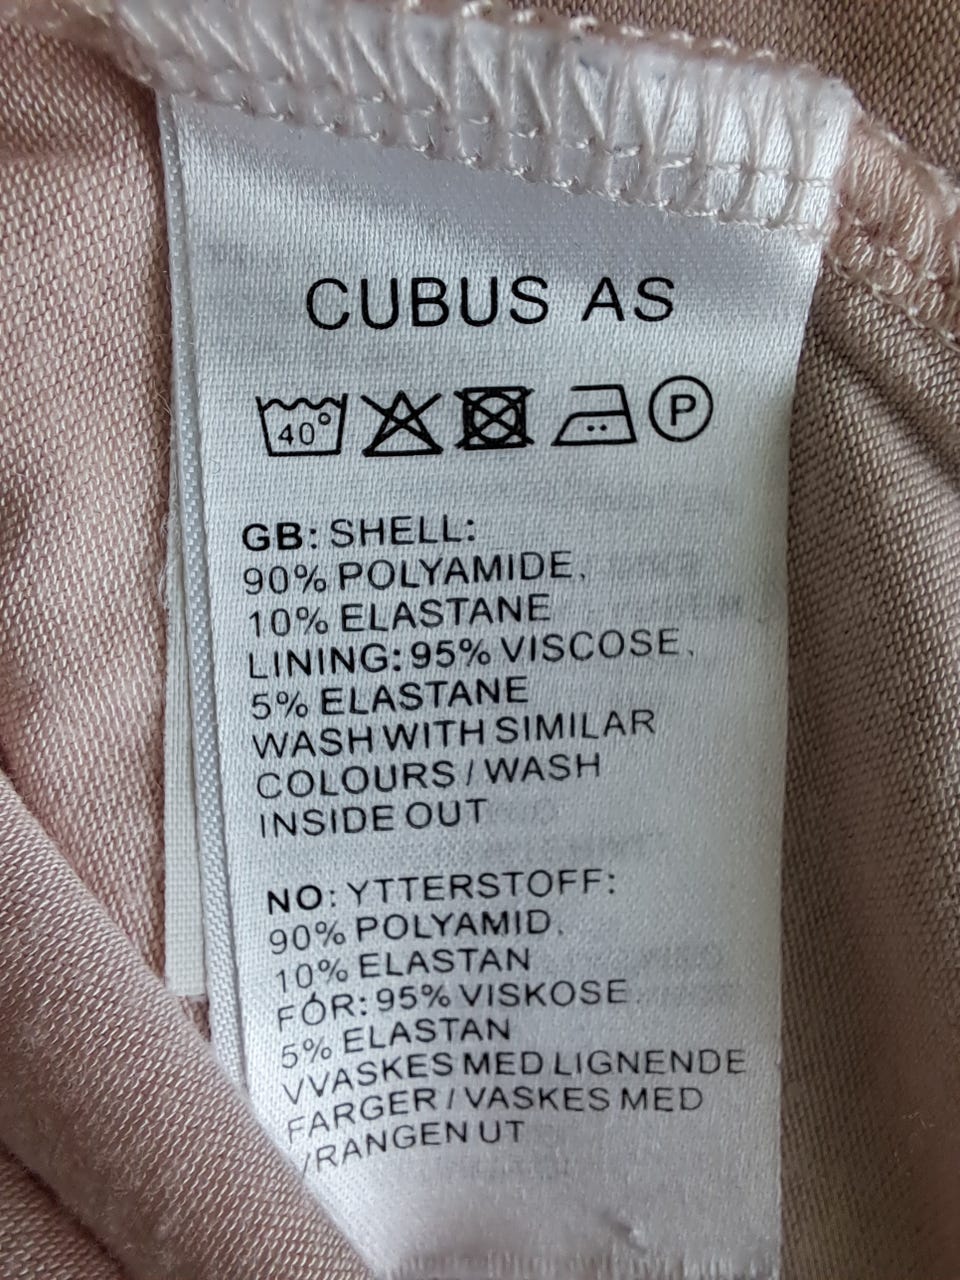 CUBUS AS
40°
P
GB: SHELL:
90% POLYAMIDE,
10% ELASTANE
LINING: 95% VISCOSE,
5% ELASTANE
WASH WITH SIMILAR
COLOURS / WASH
INSIDE OUT
NO: YTTERSTOFF:
90% POLYAMID,
10% ELASTAN
FÓR: 95% VISKOSE
5% ELASTAN
VVASKES MED LIGNENDE
FARGER / VASKES MED
/RANGEN UT